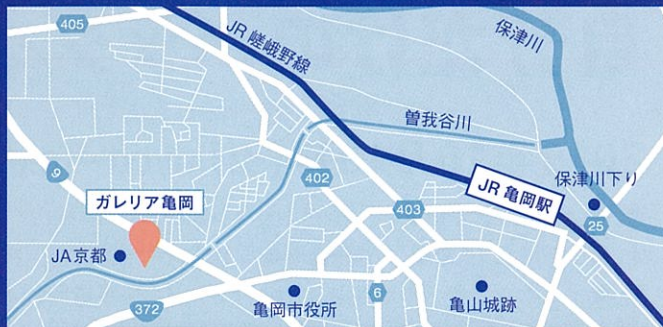 405
JR 嵯峨野線
保津川
曽我谷川
9
402
JR 亀岡駅
保津川下り
ガレリア亀岡
403
25
JA京都
372
亀岡市役所
6
亀山城跡